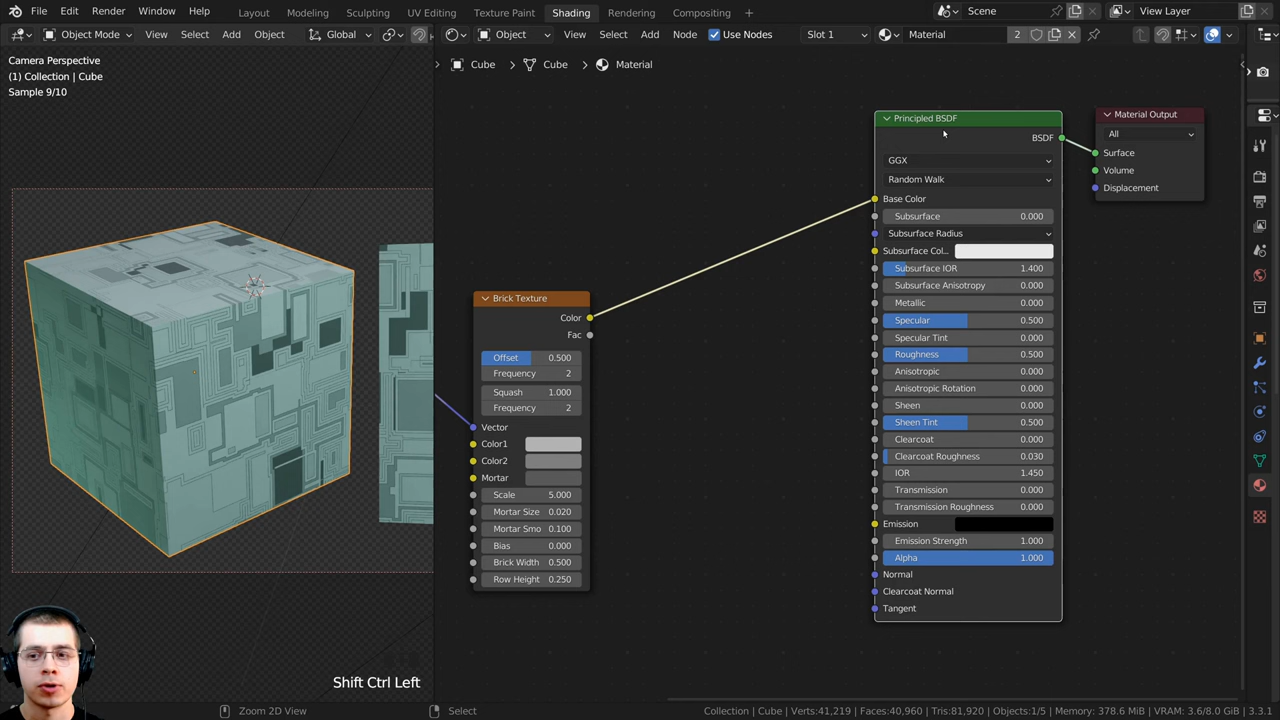 File Edit Render Window Help Layout Modeling Sculpting UV Editing Texture Paint Shading Rendering Compositing Scene View Layer
Object Mode View Select Add Object Global Object View Select Add Node Use Nodes Slot 1 Material 2
Camera Perspective
(1) Collection | Cube
Sample 9/10
Cube Cube Material
Brick Texture
Color
Fac
Offset 0.500
Frequency 2
Squash 1.000
Frequency 2
Vector
Color1
Color2
Mortar
Scale 5.000
Mortar Size 0.020
Mortar Smo 0.100
Bias 0.000
Brick Width 0.500
Row Height 0.250
Principled BSDF
BSDF
GGX
Random Walk
Base Color
Subsurface 0.000
Subsurface Radius
Subsurface Col...
Subsurface IOR 1.400
Subsurface Anisotropy 0.000
Metallic 0.000
Specular 0.500
Specular Tint 0.000
Roughness 0.500
Anisotropic 0.000
Anisotropic Rotation 0.000
Sheen 0.000
Sheen Tint 0.500
Clearcoat 0.000
Clearcoat Roughness 0.030
IOR 1.450
Transmission 0.000
Transmission Roughness 0.000
Emission
Emission Strength 1.000
Alpha 1.000
Normal
Clearcoat Normal
Tangent
Material Output
All
Surface
Volume
Displacement
Shift Ctrl Left
Zoom 2D View Select Collection | Cube | Verts:41,219 | Faces:40,960 | Tris:81,920 | Objects:1/5 | Memory: 378.6 MiB | VRAM: 3.6/8.0 GiB | 3.3.1